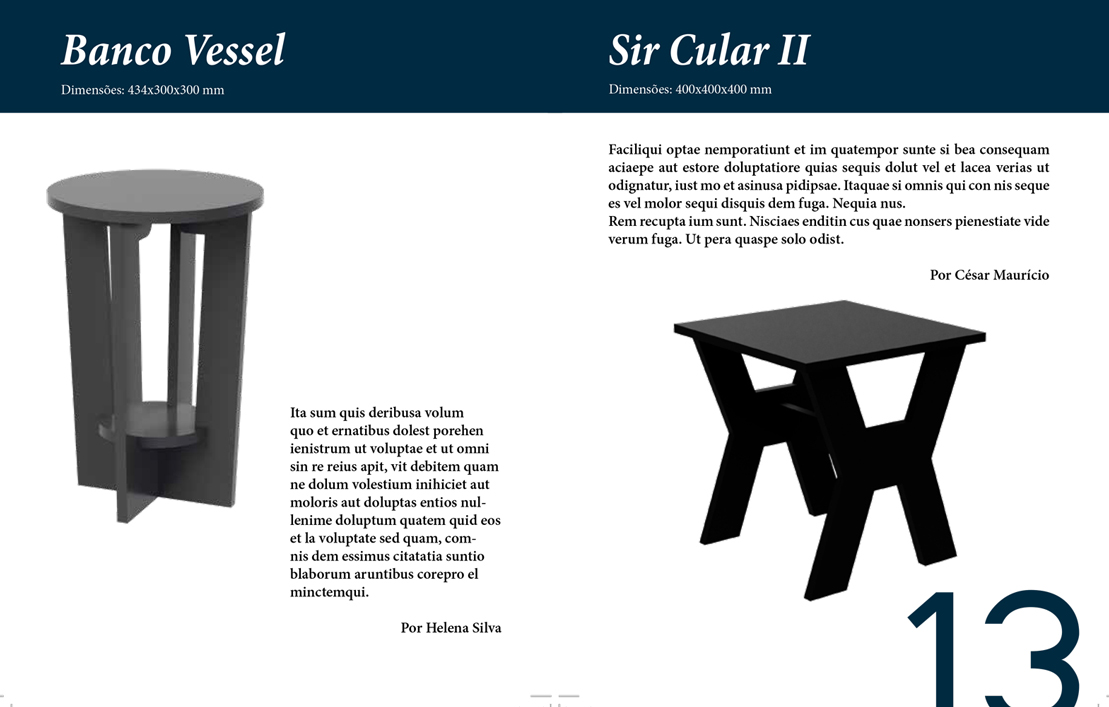 Banco Vessel
Dimensões: 434x300x300 mm
Ita sum quis deribusa volum
quo et ernatibus dolest porehen
ienistrum ut voluptae et ut omni
sin re reius apit, vit debitem quam
ne dolum volestium inihiciet aut
moloris aut doluptas entios nul-
lenime doluptum quatem quid eos
et la voluptate sed quam, com-
nis dem essimus citatatia suntio
blaborum aruntibus corepro el
minctemqui.
Por Helena Silva
Sir Cular II
Dimensões: 400x400x400 mm
Faciliqui optae nemporatiunt et im quatempor sunte si bea consequam
aciaepe aut estore doluptatiore quias sequis dolut vel et lacea verias ut
odignatur, iust mo et asinusa pidipsae. Itaquae si omnis qui con nis seque
es vel molor sequi disquis dem fuga. Nequia nus.
Rem recupta ium sunt. Nisciaes enditin cus quae nonsers pienestiate vide
verum fuga. Ut pera quaspe solo odist.
Por César Maurício
13